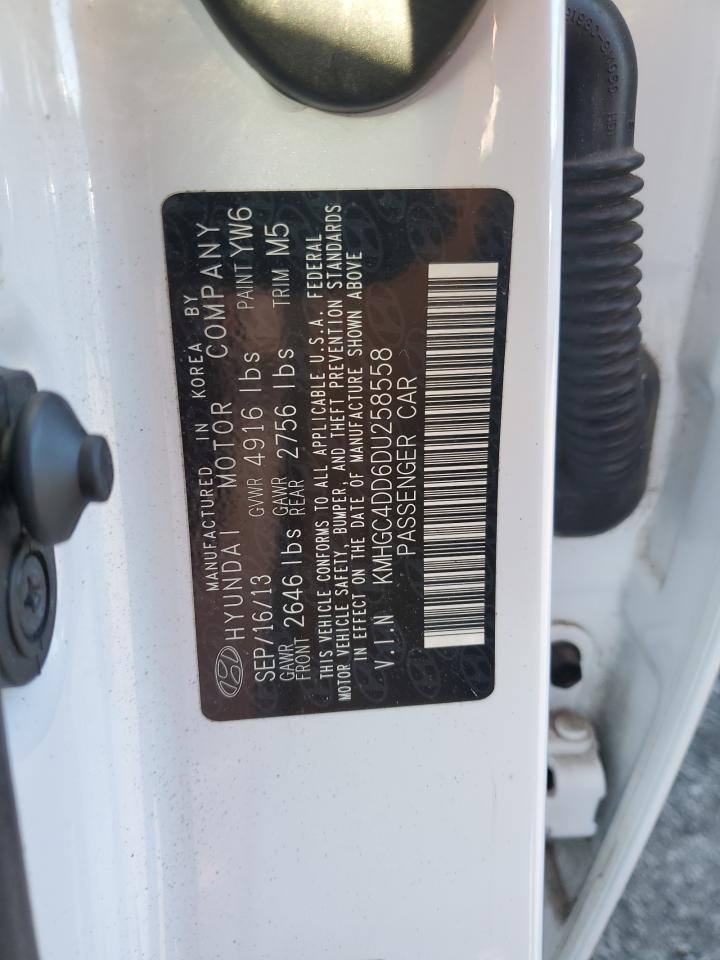 MANUFACTURED IN KOREA BY
HYUNDAI MOTOR COMPANY
SEP/16/13 GVWR 4916 lbs PAINT YW6
GAWR FRONT 2646 lbs GAWR REAR 2756 lbs TRIM M5
THIS VEHICLE CONFORMS TO ALL APPLICABLE U.S.A. FEDERAL
MOTOR VEHICLE SAFETY, BUMPER, AND THEFT PREVENTION STANDARDS
IN EFFECT ON THE DATE OF MANUFACTURE SHOWN ABOVE
V.I.N KMHGC4DD6DU258558
PASSENGER CAR